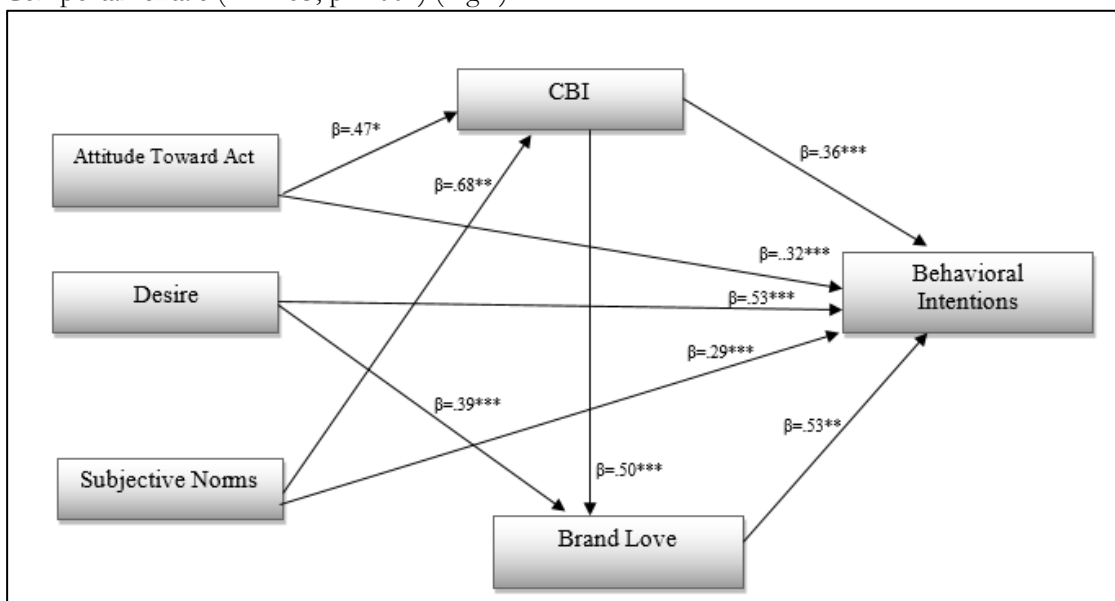 CBI
β=.47*
Attitude Toward Act
β=.36***
β=.68**
β=..32***
Behavioral
Intentions
Desire
β=.53***
β=.29***
β=.39***
β=.53**
Subjective Norms
β=.50***
Brand Love